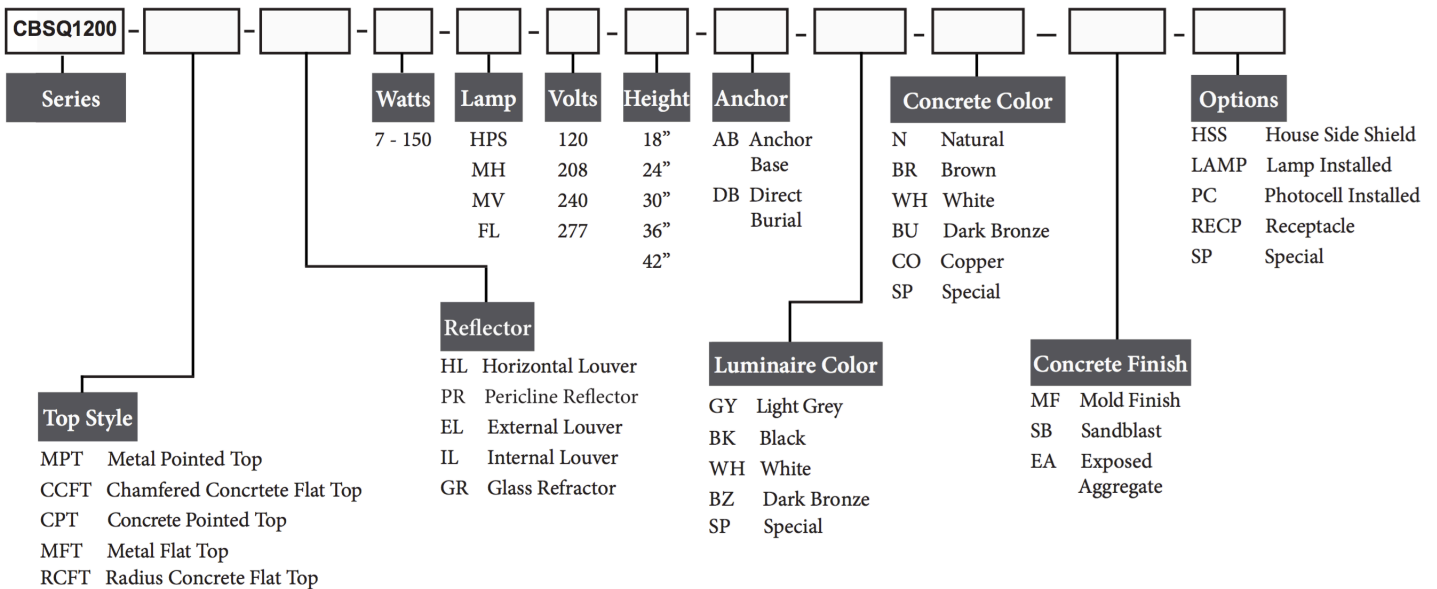 CBSQ1200 - - - - - - - - - — -
Series
Watts
7 - 150
Lamp
HPS
MH
MV
FL
Volts
120
208
240
277
Height
18”
24”
30”
36”
42”
Anchor
AB Anchor
Base
DB Direct
Burial
Concrete Color
N Natural
BR Brown
WH White
BU Dark Bronze
CO Copper
SP Special
Options
HSS House Side Shield
LAMP Lamp Installed
PC Photocell Installed
RECP Receptacle
SP Special
Reflector
HL Horizontal Louver
PR Pericline Reflector
EL External Louver
IL Internal Louver
GR Glass Refractor
Luminaire Color
GY Light Grey
BK Black
WH White
BZ Dark Bronze
SP Special
Concrete Finish
MF Mold Finish
SB Sandblast
EA Exposed
Aggregate
Top Style
MPT Metal Pointed Top
CCFT Chamfered Concrtete Flat Top
CPT Concrete Pointed Top
MFT Metal Flat Top
RCFT Radius Concrete Flat Top